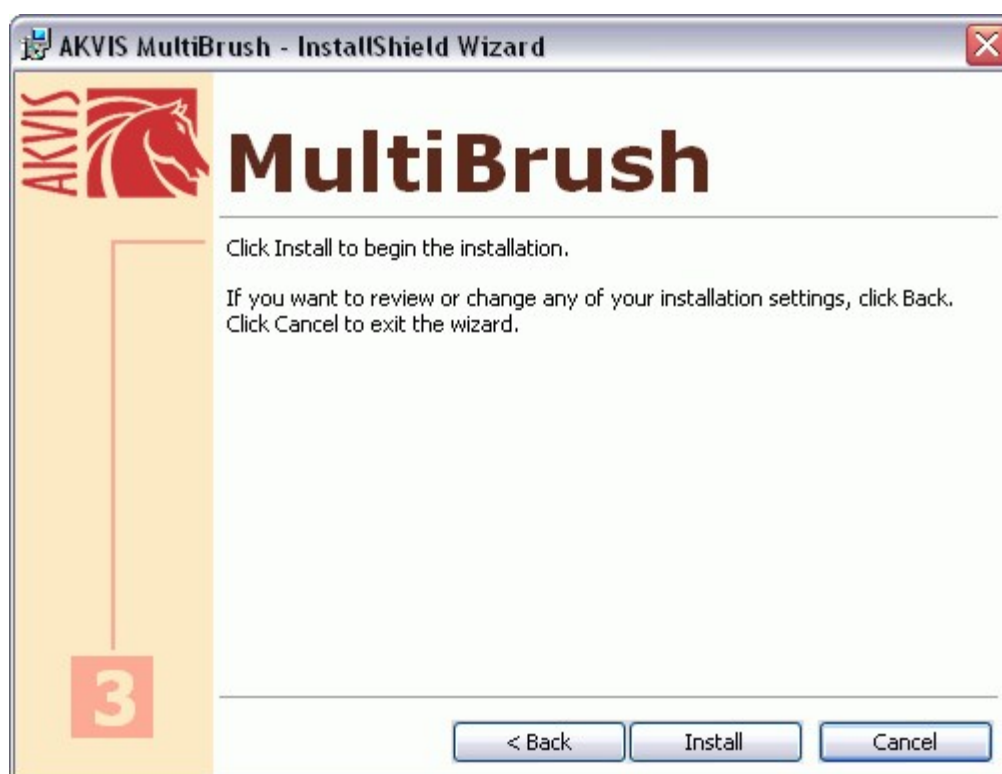 AKVIS MultiBrush - InstallShield Wizard
AKVIS
MultiBrush
Click Install to begin the installation.
If you want to review or change any of your installation settings, click Back.
Click Cancel to exit the wizard.
3
< Back
Install
Cancel